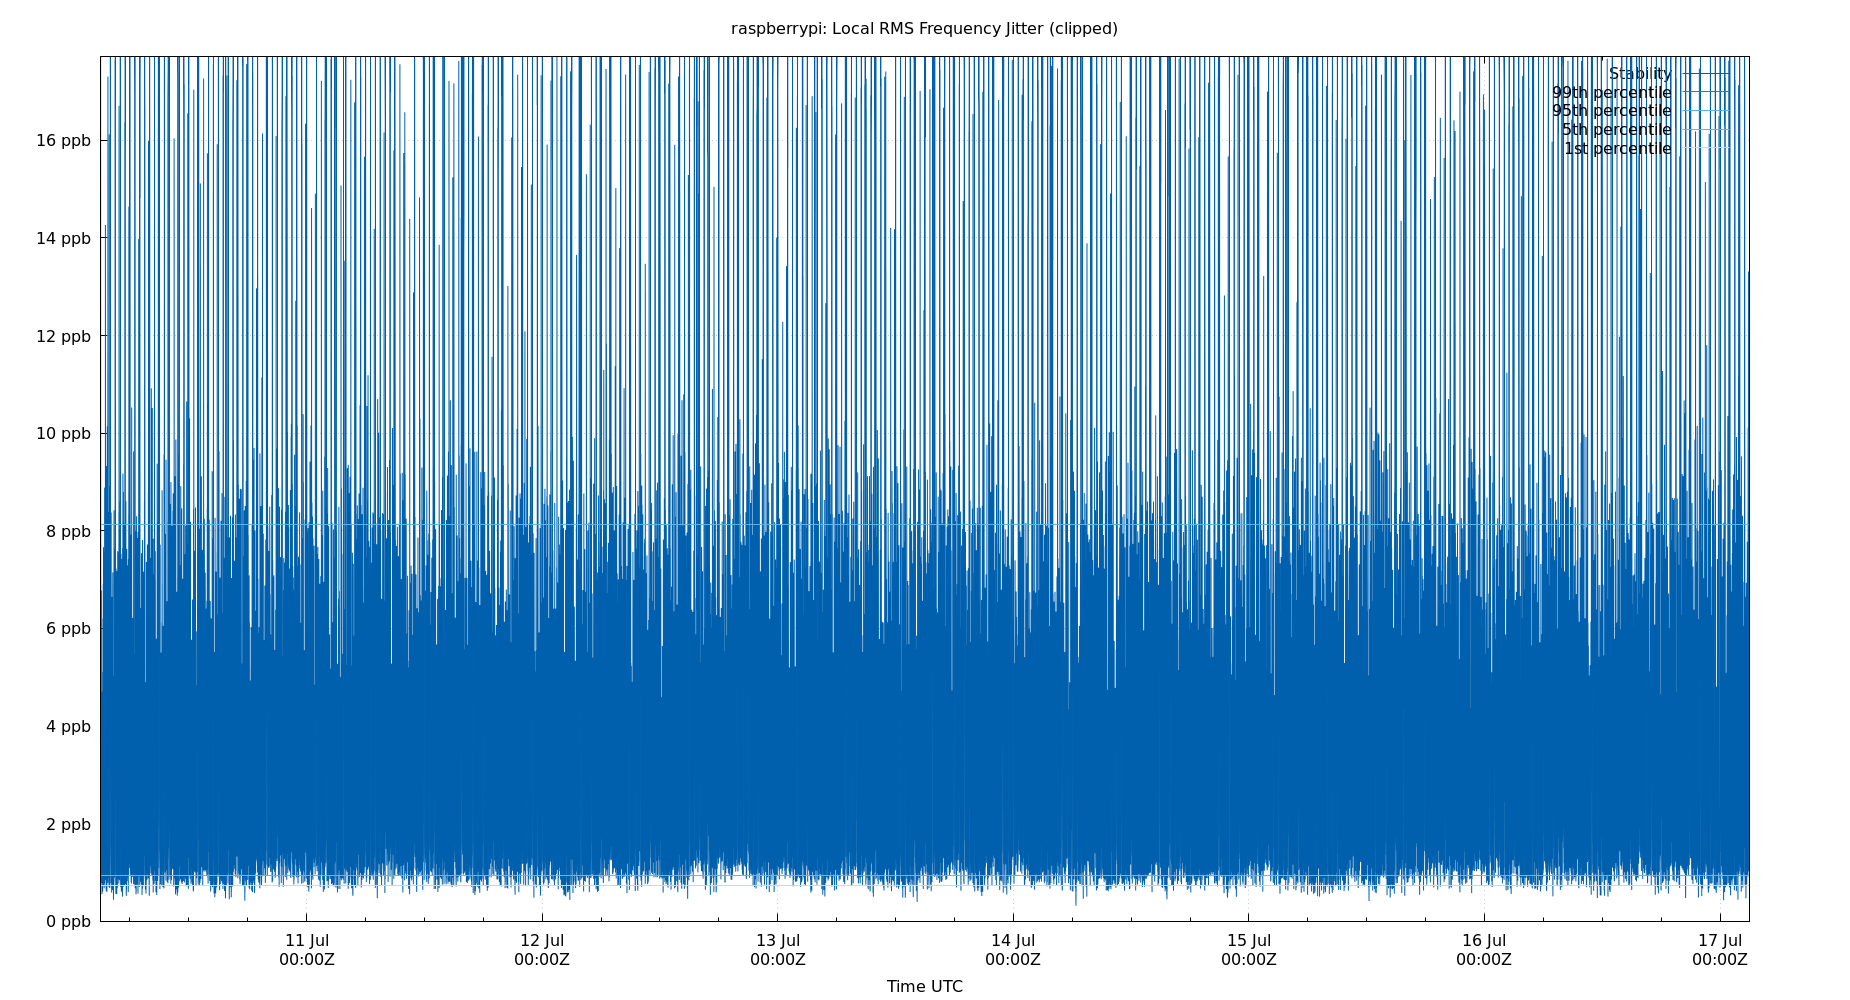 raspberrypi: Local RMS Frequency Jitter (clipped)
Stability
99th percentile
95th percentile
5th percentile
1st percentile
16 ppb
14 ppb
12 ppb
10 ppb
8 ppb
6 ppb
4 ppb
2 ppb
0 ppb
11 Jul 12 Jul 13 Jul 14 Jul 15 Jul 16 Jul 17 Jul
00:00Z 00:00Z 00:00Z 00:00Z 00:00Z 00:00Z 00:00Z
Time UTC